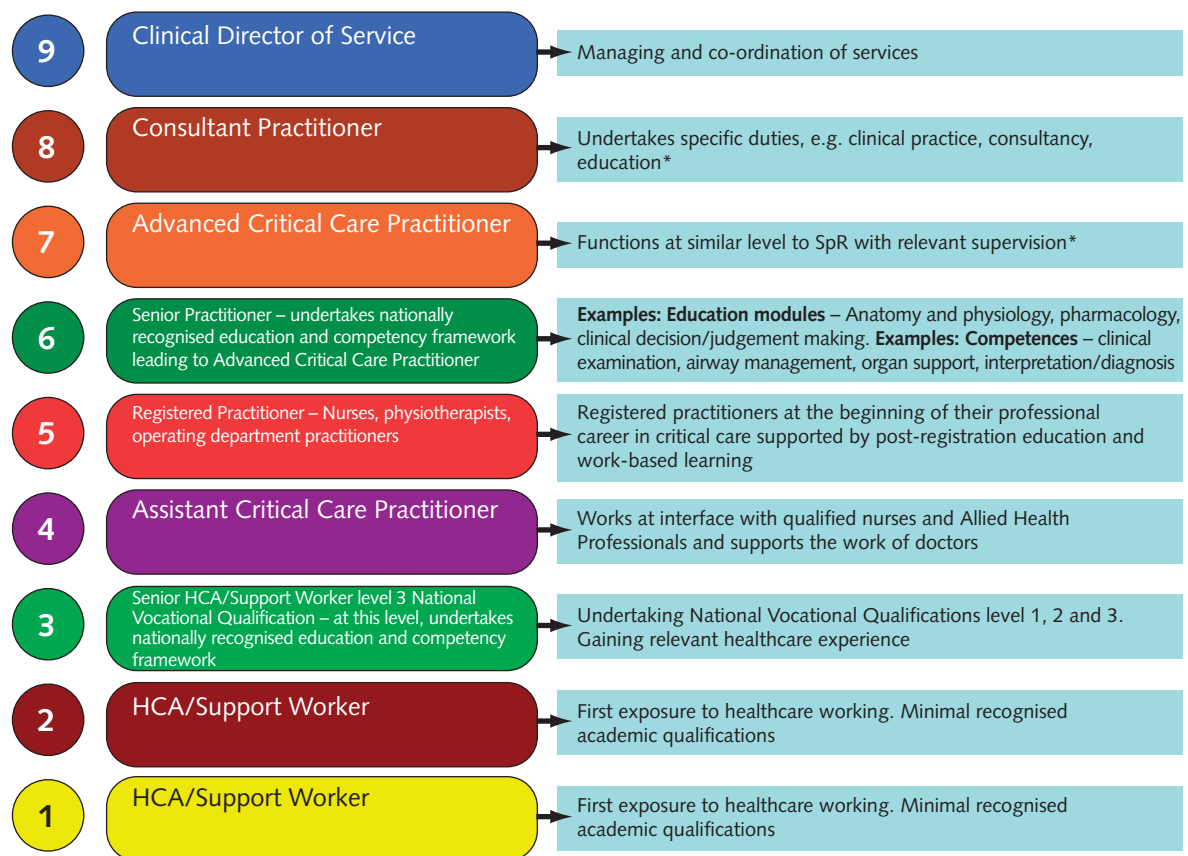 9
Clinical Director of Service
Managing and co-ordination of services
8
Consultant Practitioner
Undertakes specific duties, e.g. clinical practice, consultancy,
education*
7
Advanced Critical Care Practitioner
Functions at similar level to SpR with relevant supervision*
6
Senior Practitioner – undertakes nationally
recognised education and competency framework
leading to Advanced Critical Care Practitioner
Examples: Education modules – Anatomy and physiology, pharmacology,
clinical decision/judgement making. Examples: Competences – clinical
examination, airway management, organ support, interpretation/diagnosis
5
Registered Practitioner – Nurses, physiotherapists,
operating department practitioners
Registered practitioners at the beginning of their professional
career in critical care supported by post-registration education and
work-based learning
4
Assistant Critical Care Practitioner
Works at interface with qualified nurses and Allied Health
Professionals and supports the work of doctors
3
Senior HCA/Support Worker level 3 National
Vocational Qualification – at this level, undertakes
nationally recognised education and competency
framework
Undertaking National Vocational Qualifications level 1, 2 and 3.
Gaining relevant healthcare experience
2
HCA/Support Worker
First exposure to healthcare working. Minimal recognised
academic qualifications
1
HCA/Support Worker
First exposure to healthcare working. Minimal recognised
academic qualifications